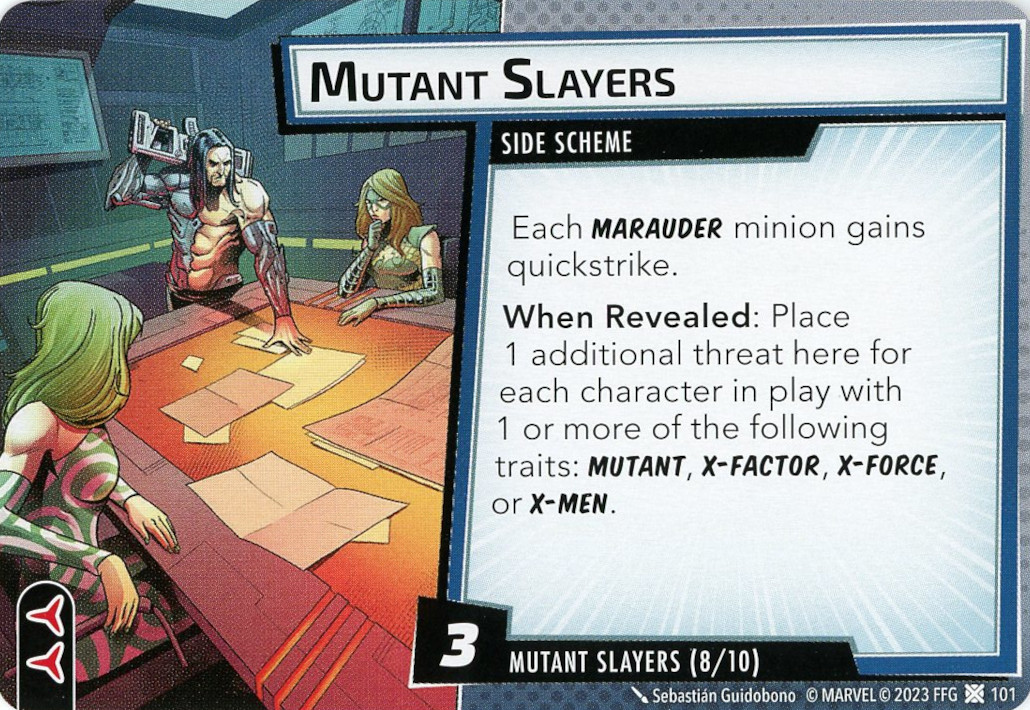 MUTANT SLAYERS
SIDE SCHEME
Each MARAUDER minion gains
quickstrike.
When Revealed: Place
1 additional threat here for
each character in play with
1 or more of the following
traits: MUTANT, X-FACTOR, X-FORCE,
or X-MEN.
3
MUTANT SLAYERS (8/10)
Sebastián Guidobono © MARVEL © 2023 FFG 101